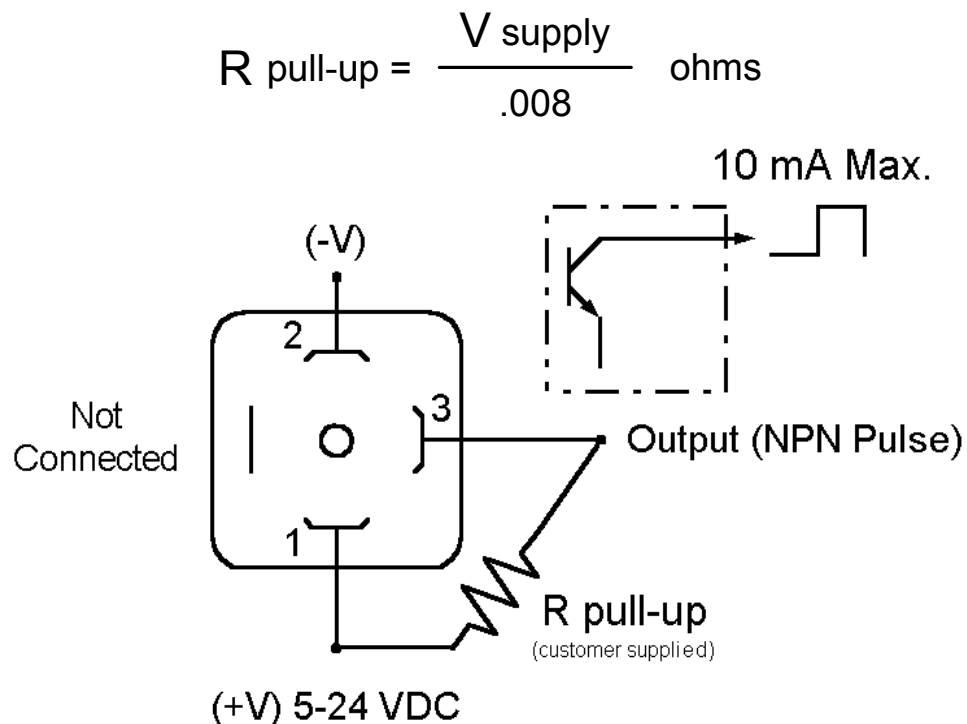 R pull-up = V supply / .008 ohms
10 mA Max.
(-V)
2
3
Not
Connected
Output (NPN Pulse)
1
R pull-up
(customer supplied)
(+V) 5-24 VDC